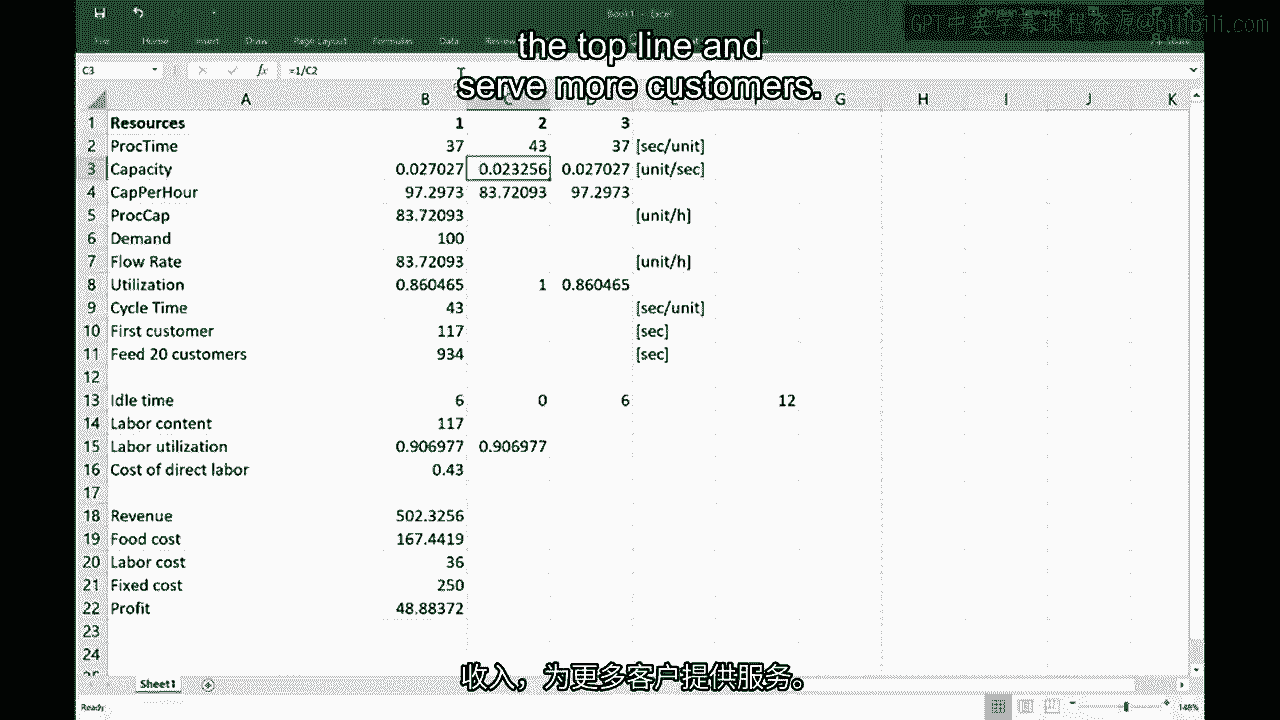 Book1 - Excel
GPT中英字幕课程资源@bilibili.com
File Home Insert Draw Page Layout Formulas Data Review
the top line and
serve more customers.
C3 fx =1/C2
A B C D E F G H I J K
1 Resources 1 2 3
2 ProcTime 37 43 37 [sec/unit]
3 Capacity 0.027027 0.023256 0.027027 [unit/sec]
4 CapPerHour 97.2973 83.72093 97.2973
5 ProcCap 83.72093 [unit/h]
6 Demand 100
7 Flow Rate 83.72093 [unit/h]
8 Utilization 0.860465 1 0.860465
9 Cycle Time 43 [sec/unit]
10 First customer 117 [sec]
11 Feed 20 customers 934 [sec]
12
13 Idle time 6 0 6 12
14 Labor content 117
15 Labor utilization 0.906977 0.906977
16 Cost of direct labor 0.43
17
18 Revenue 502.3256
19 Food cost 167.4419
20 Labor cost 36
21 Fixed cost 250
22 Profit 48.88372
23
24
25
收入，为更多客户提供服务。
Sheet1
Ready 148%